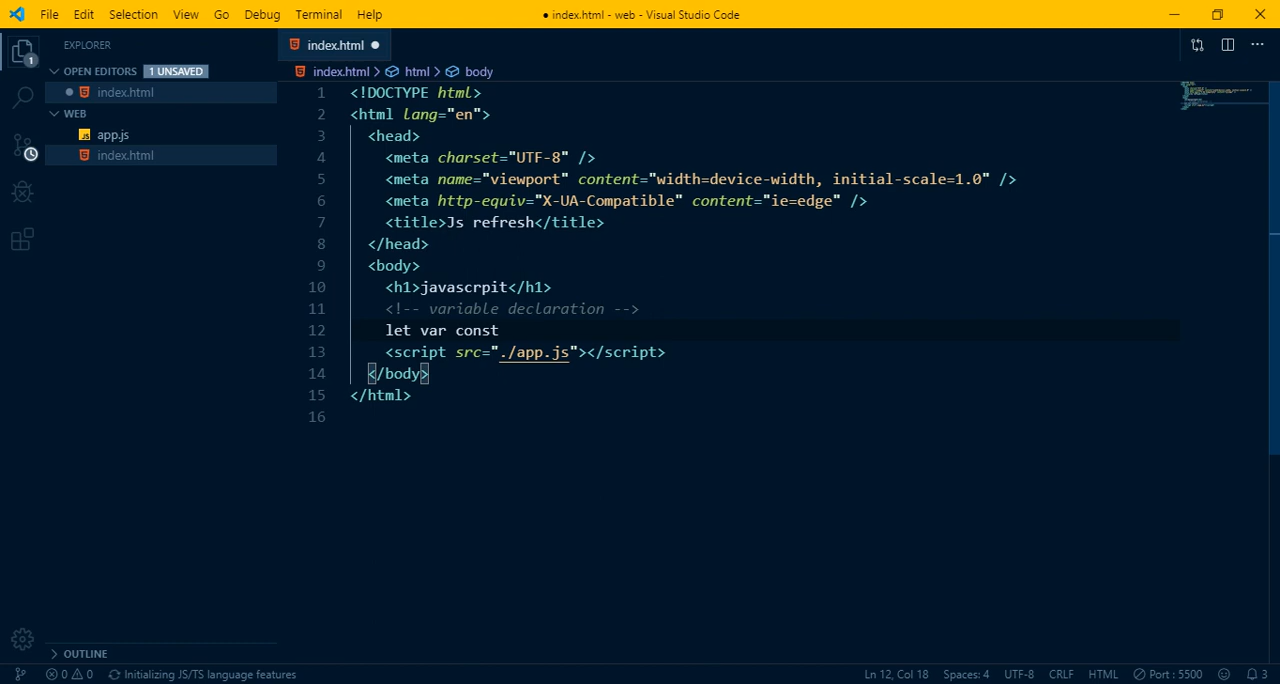 File Edit Selection View Go Debug Terminal Help
● index.html - web - Visual Studio Code
EXPLORER
1
OPEN EDITORS 1 UNSAVED
● index.html
WEB
JS app.js
index.html
OUTLINE
index.html ●
index.html > html > body
1 <!DOCTYPE html>
2 <html lang="en">
3 <head>
4 <meta charset="UTF-8" />
5 <meta name="viewport" content="width=device-width, initial-scale=1.0" />
6 <meta http-equiv="X-UA-Compatible" content="ie=edge" />
7 <title>Js refresh</title>
8 </head>
9 <body>
10 <h1>javascrpit</h1>
11 <!-- variable declaration -->
12 let var const
13 <script src="./app.js"></script>
14 </body>
15 </html>
16
0 0 Initializing JS/TS language features
Ln 12, Col 18 Spaces: 4 UTF-8 CRLF HTML Port : 5500 3